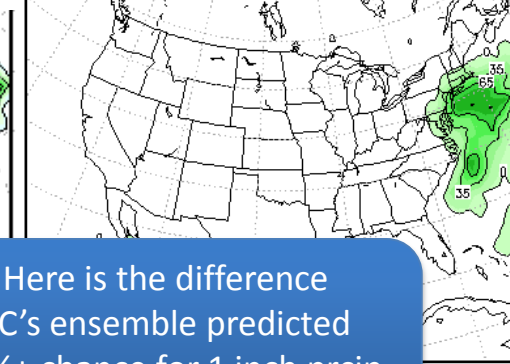 35
65
35
Here is the difference
C's ensemble predicted
chance for 1 inch prcip